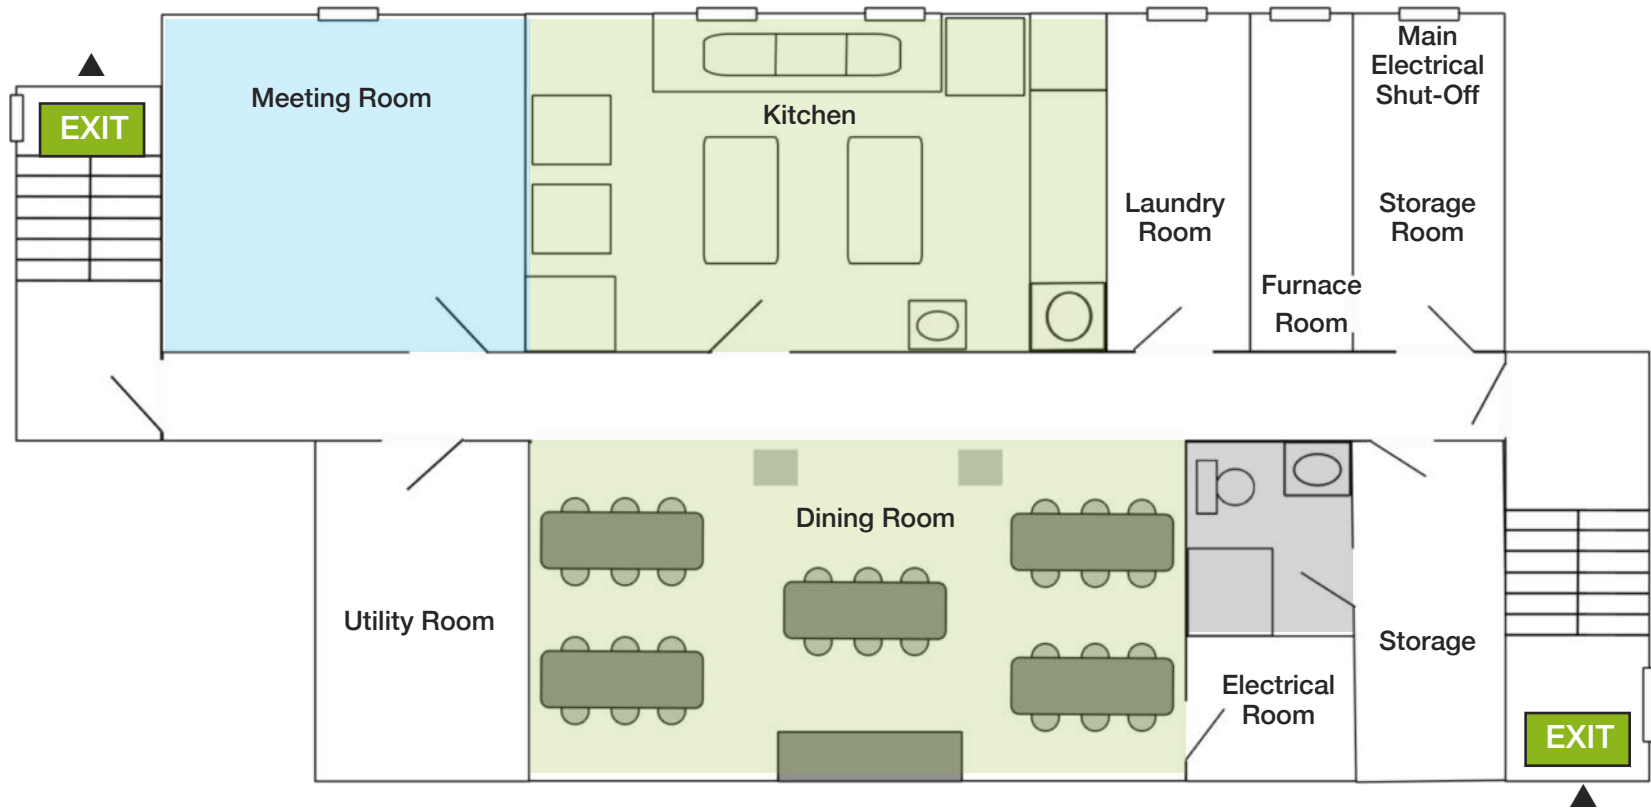 Main
Electrical
Shut-Off
Meeting Room
EXIT
Kitchen
Laundry
Room
Storage
Room
Furnace
Room
Dining Room
Utility Room
Storage
Electrical
Room
EXIT